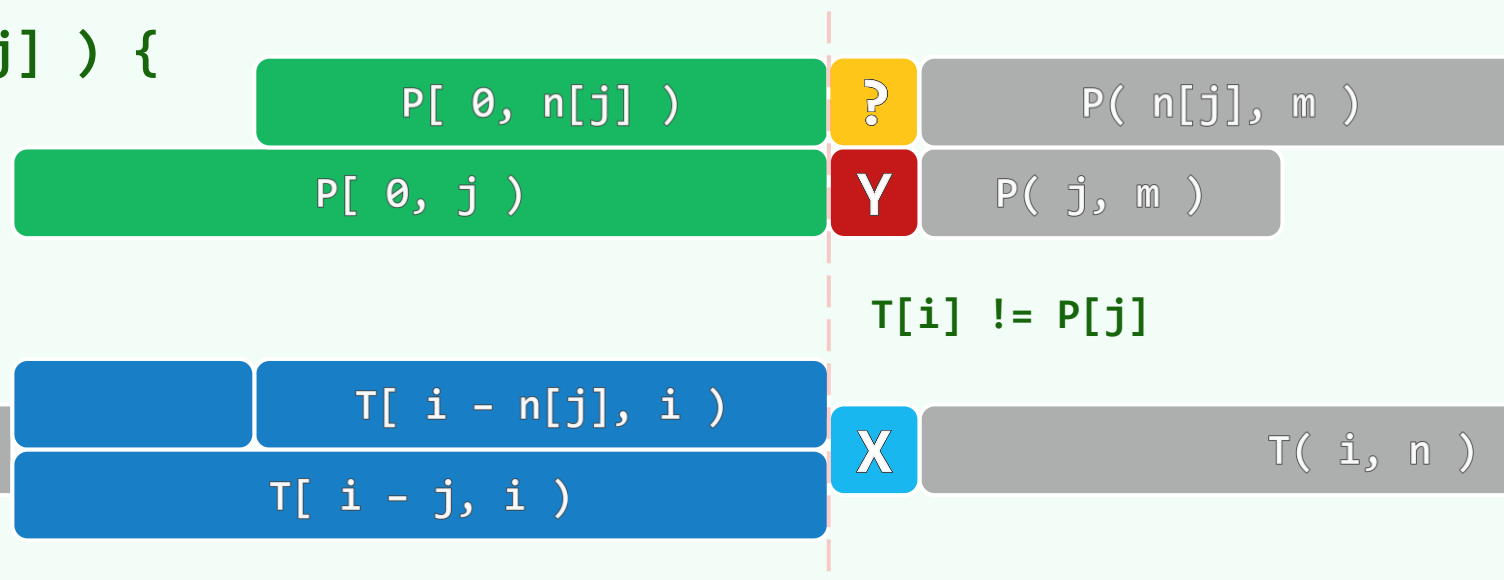 j] ) {
P[ 0, n[j] ) ? P( n[j], m )
P[ 0, j ) Y P( j, m )
T[i] != P[j]
T[ i - n[j], i )
X T( i, n )
T[ i - j, i )